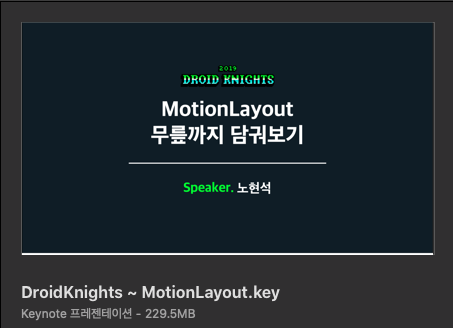 2019
DROID KNIGHTS
MotionLayout
무릎까지 담궈보기
Speaker. 노현석
DroidKnights ~ MotionLayout.key
Keynote 프레젠테이션 - 229.5MB